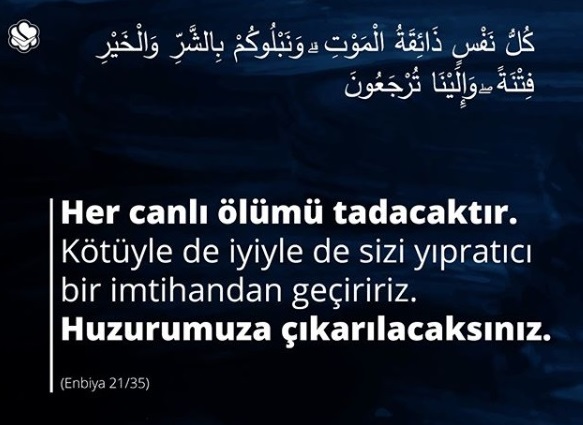 كُلُّ نَفْسٍ ذَائِقَةُ الْمَوْتِ ۗ وَنَبْلُوكُمْ بِالشَّرِّ وَالْخَيْرِ
فِتْنَةً ۖ وَإِلَيْنَا تُرْجَعُونَ
Her canlı ölümü tadacaktır.
Kötüyle de iyiyle de sizi yıpratıcı
bir imtihandan geçiririz.
Huzurumuza çıkarılacaksınız.
(Enbiya 21/35)